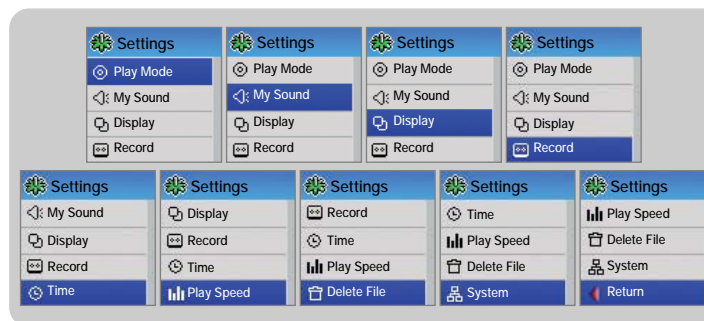 Settings
Play Mode
My Sound
Display
Record
Settings
Play Mode
My Sound
Display
Record
Settings
Play Mode
My Sound
Display
Record
Settings
Play Mode
My Sound
Display
Record
Settings
My Sound
Display
Record
Time
Settings
Display
Record
Time
Play Speed
Settings
Record
Time
Play Speed
Delete File
Settings
Time
Play Speed
Delete File
System
Settings
Play Speed
Delete File
System
Return